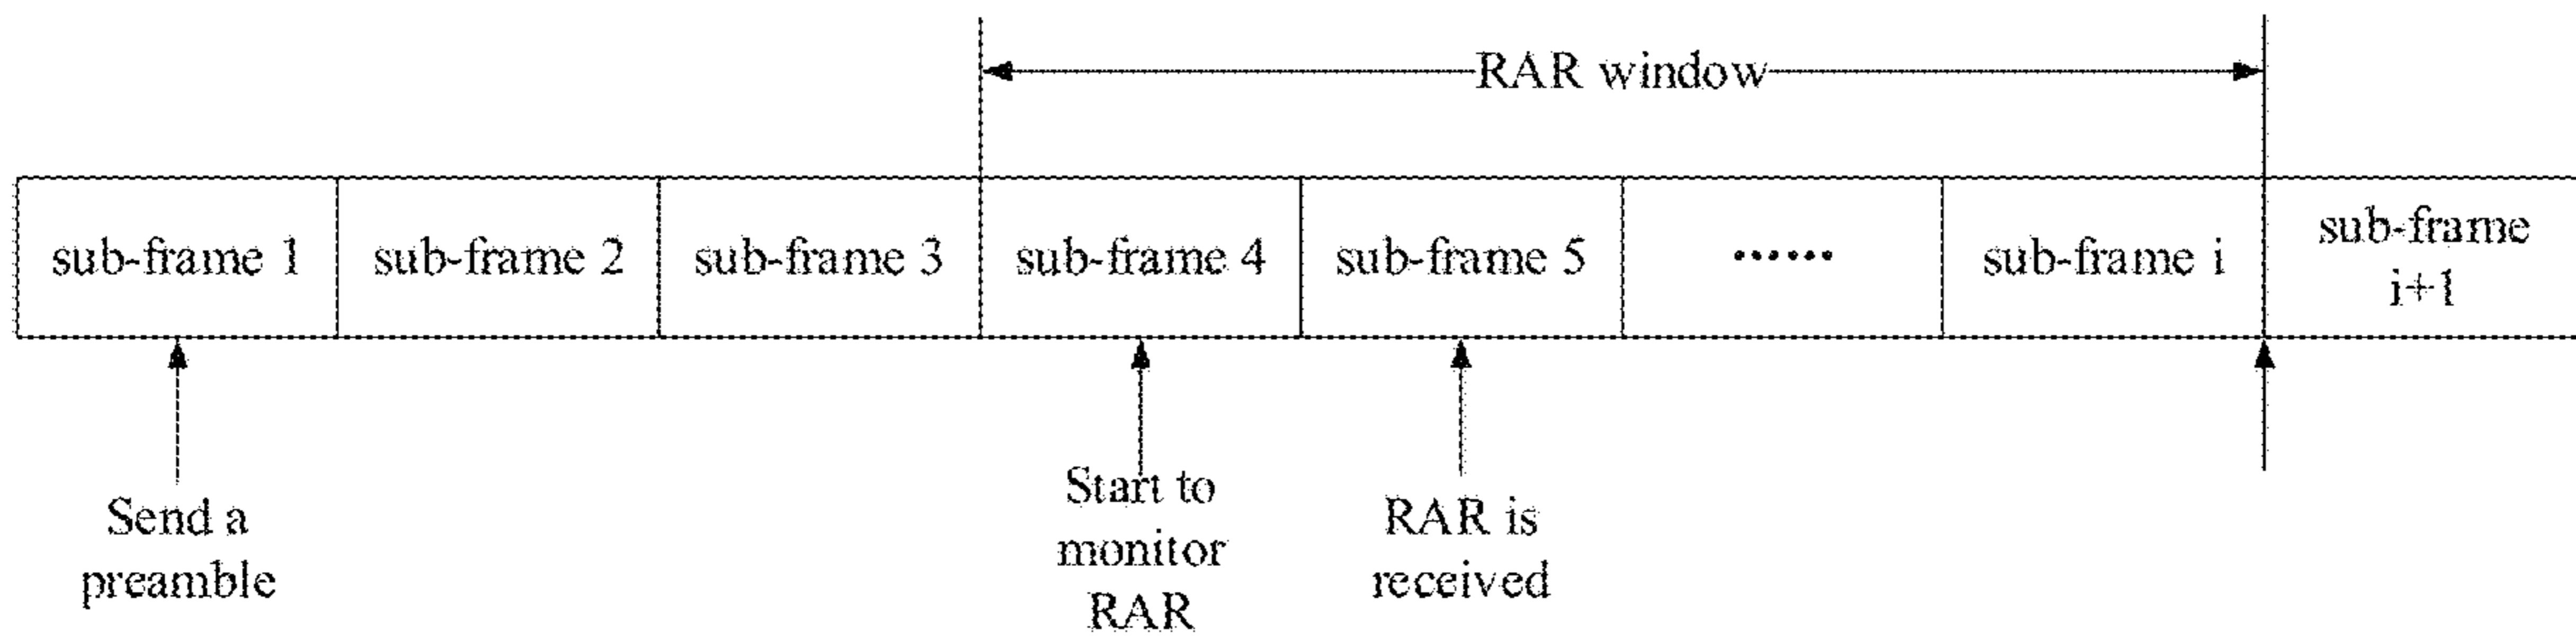 RAR window
sub-frame 1
sub-frame 2
sub-frame 3
sub-frame 4
sub-frame 5
......
sub-frame i
sub-frame
i+1
Send a
preamble
Start to
monitor
RAR
RAR is
received